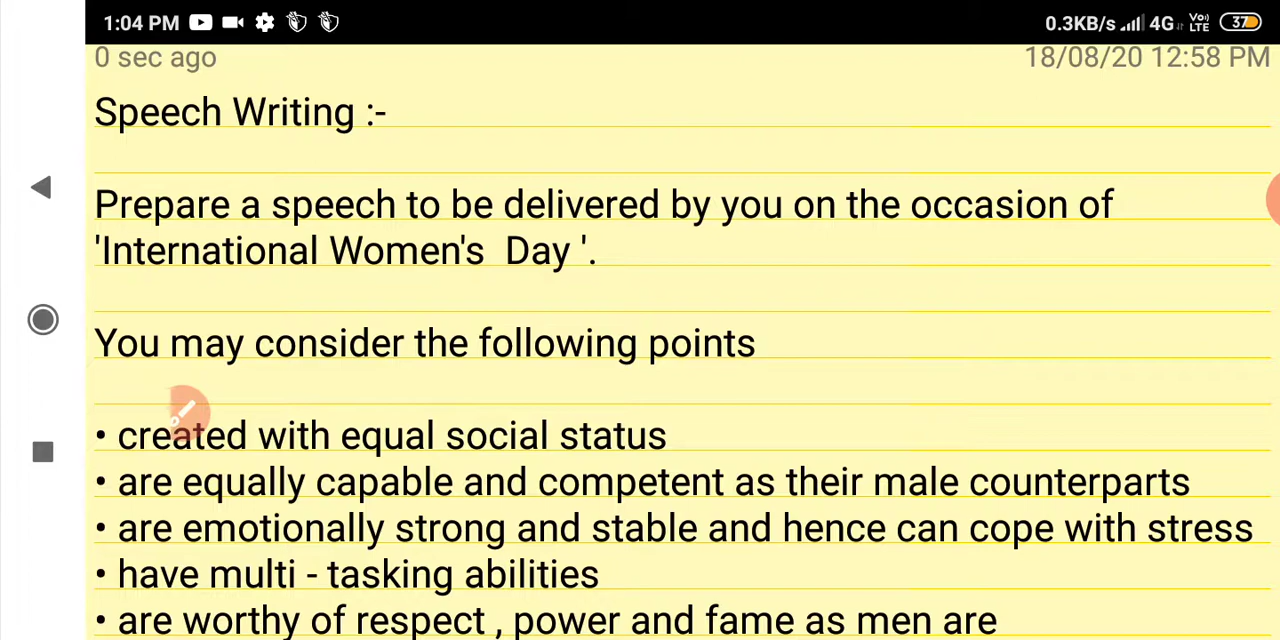 1:04 PM
0.3KB/s 4G Vo) LTE 37
0 sec ago 18/08/20 12:58 PM
Speech Writing :-
Prepare a speech to be delivered by you on the occasion of
'International Women's  Day '.
You may consider the following points
• created with equal social status
• are equally capable and competent as their male counterparts
• are emotionally strong and stable and hence can cope with stress
• have multi - tasking abilities
• are worthy of respect , power and fame as men are